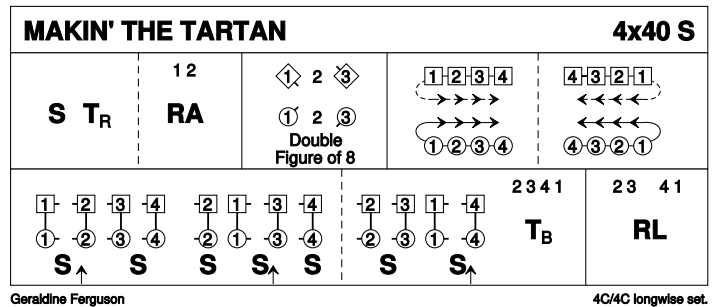 MAKIN' THE TARTAN 4x40 S
1 2
S TR RA
1 2 3
1 2 3
Double
Figure of 8
1 2 3 4 4 3 2 1
1 2 3 4 4 3 2 1
2 3 4 1 2 3 4 1
1 2 3 4 2 1 3 4 2 3 1 4
TB RL
1 2 3 4 2 1 3 4 2 3 1 4
S S S S S S S
Geraldine Ferguson 4C/4C longwise set.